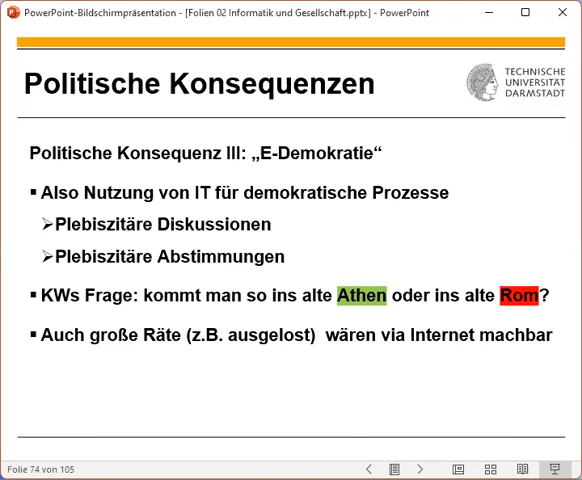 PowerPoint-Bildschirmpräsentation - [Folien 02 Informatik und Gesellschaft.pptx] - PowerPoint
Politische Konsequenzen
TECHNISCHE
UNIVERSITÄT
DARMSTADT
Politische Konsequenz III: „E-Demokratie“
▪ Also Nutzung von IT für demokratische Prozesse
➢Plebiszitäre Diskussionen
➢Plebiszitäre Abstimmungen
▪ KWs Frage: kommt man so ins alte Athen oder ins alte Rom?
▪ Auch große Räte (z.B. ausgelost) wären via Internet machbar
Folie 74 von 105